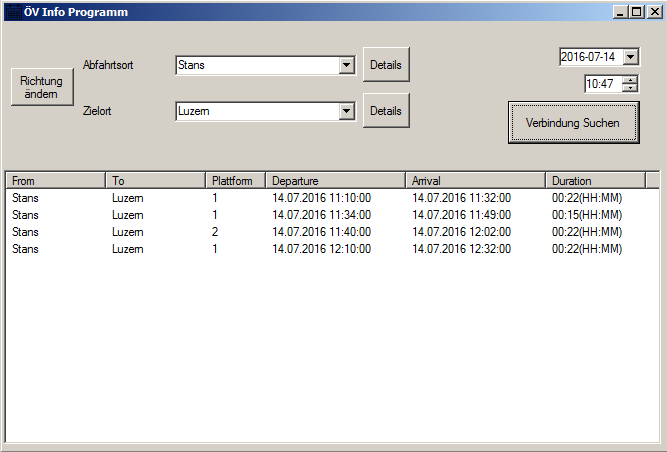 ÖV Info Programm
Richtung ändern
Abfahrtsort Stans Details
Zielort Luzern Details
2016-07-14
10:47
Verbindung Suchen
From To Plattform Departure Arrival Duration
Stans Luzern 1 14.07.2016 11:10:00 14.07.2016 11:32:00 00:22(HH:MM)
Stans Luzern 1 14.07.2016 11:34:00 14.07.2016 11:49:00 00:15(HH:MM)
Stans Luzern 2 14.07.2016 11:40:00 14.07.2016 12:02:00 00:22(HH:MM)
Stans Luzern 1 14.07.2016 12:10:00 14.07.2016 12:32:00 00:22(HH:MM)